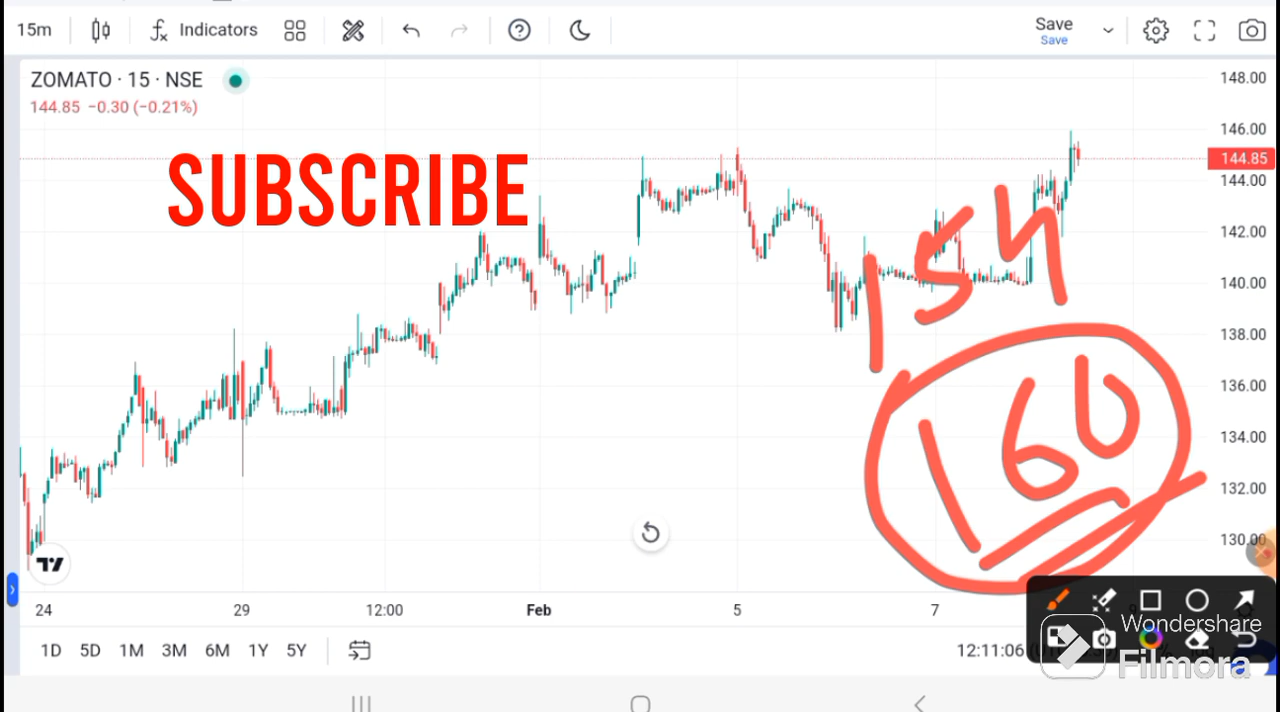 15m Indicators Save
Save
ZOMATO · 15 · NSE
144.85 −0.30 (−0.21%)
SUBSCRIBE
148.00
146.00
144.85
144.00
142.00
140.00
138.00
136.00
134.00
132.00
130.00
154
160
24 29 12:00 Feb 5 7
1D 5D 1M 3M 6M 1Y 5Y 12:11:06
Wondershare
Filmora